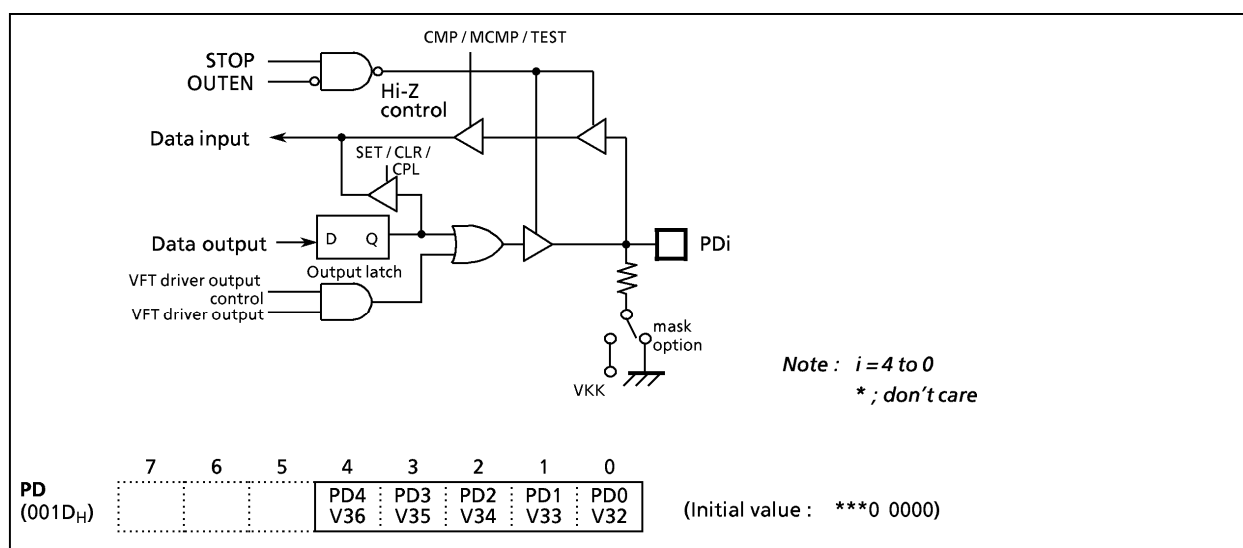 CMP / MCMP / TEST
STOP
OUTEN
Hi-Z
control
Data input
SET / CLR /
CPL
Data output
D Q
PDi
Output latch
VFT driver output
control
VFT driver output
mask
option
VKK
Note : i = 4 to 0
* ; don't care
7 6 5 4 3 2 1 0
PD
(001DH)
PD4 PD3 PD2 PD1 PD0
V36 V35 V34 V33 V32
(Initial value : ***0 0000)